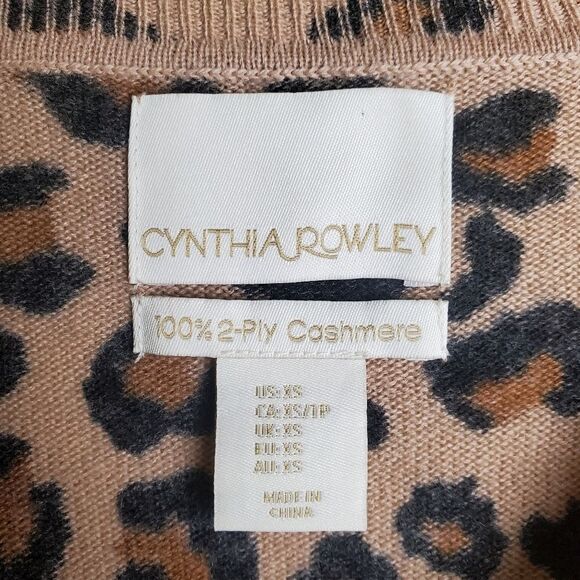 CYNTHIA ROWLEY
100% 2-Ply Cashmere
US: XS
CA: XS/TP
UK: XS
EU: XS
AU: XS
MADE IN
CHINA